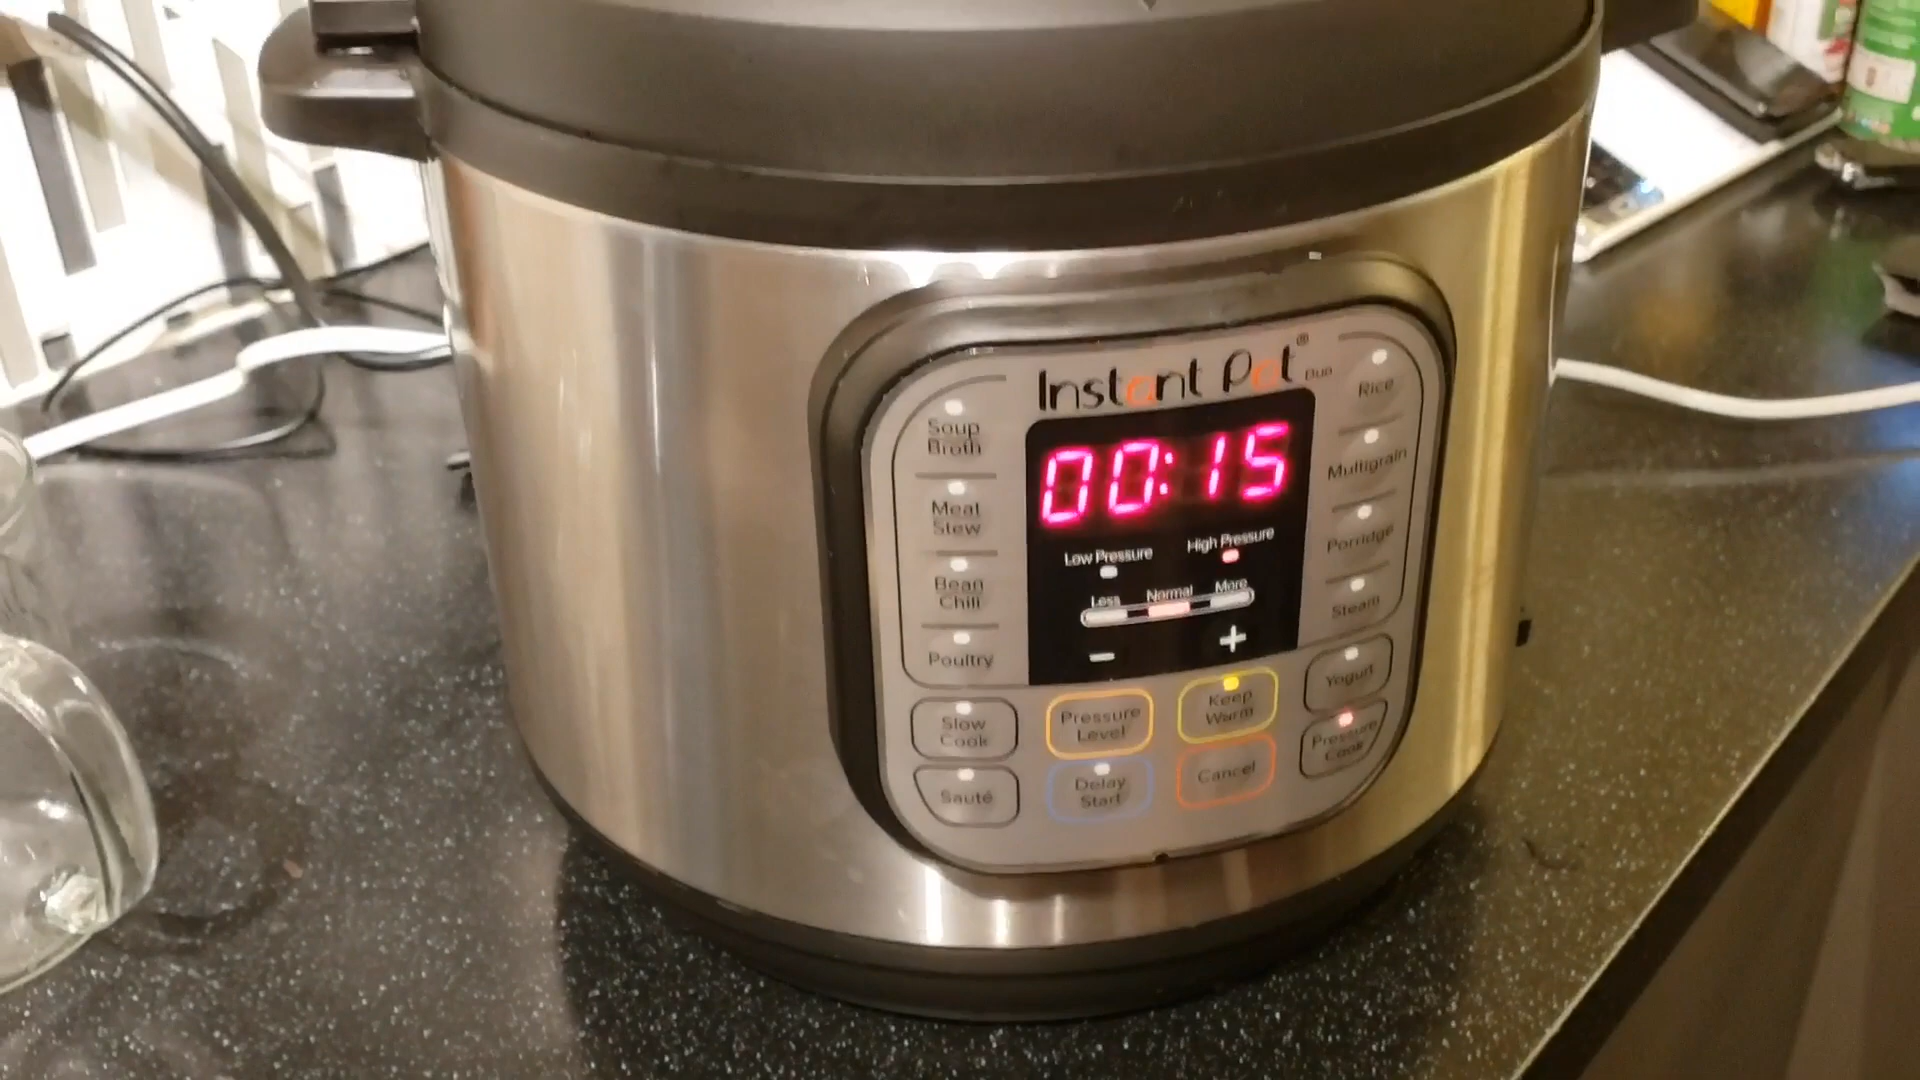 Instant Pot® Duo
00:15
Low Pressure
High Pressure
Less
Normal
More
-
+
Soup
Broth
Meat
Stew
Bean
Chili
Poultry
Slow
Cook
Sauté
Pressure
Level
Keep
Warm
Delay
Start
Cancel
Rice
Multigrain
Porridge
Steam
Yogurt
Pressure
Cook